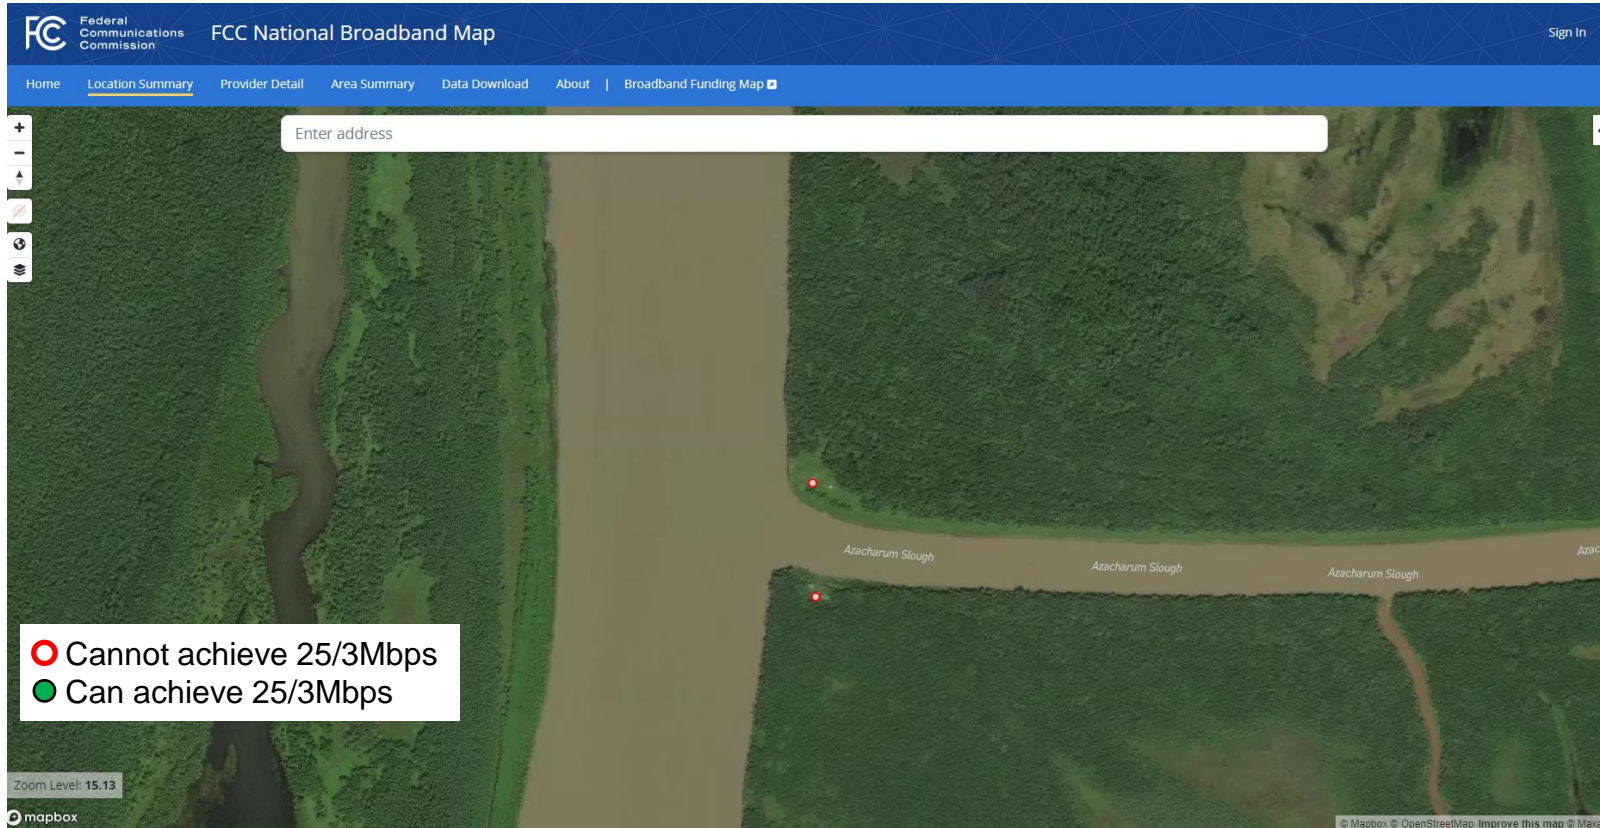 Federal
Communications
Commission
FCC National Broadband Map
Sign In
Home Location Summary Provider Detail Area Summary Data Download About | Broadband Funding Map
Enter address
Azacharum Slough
Azacharum Slough
Azacharum Slough
Azac
Cannot achieve 25/3Mbps
Can achieve 25/3Mbps
Zoom Level: 15.13
mapbox
© Mapbox © OpenStreetMap Improve this map © Maxa